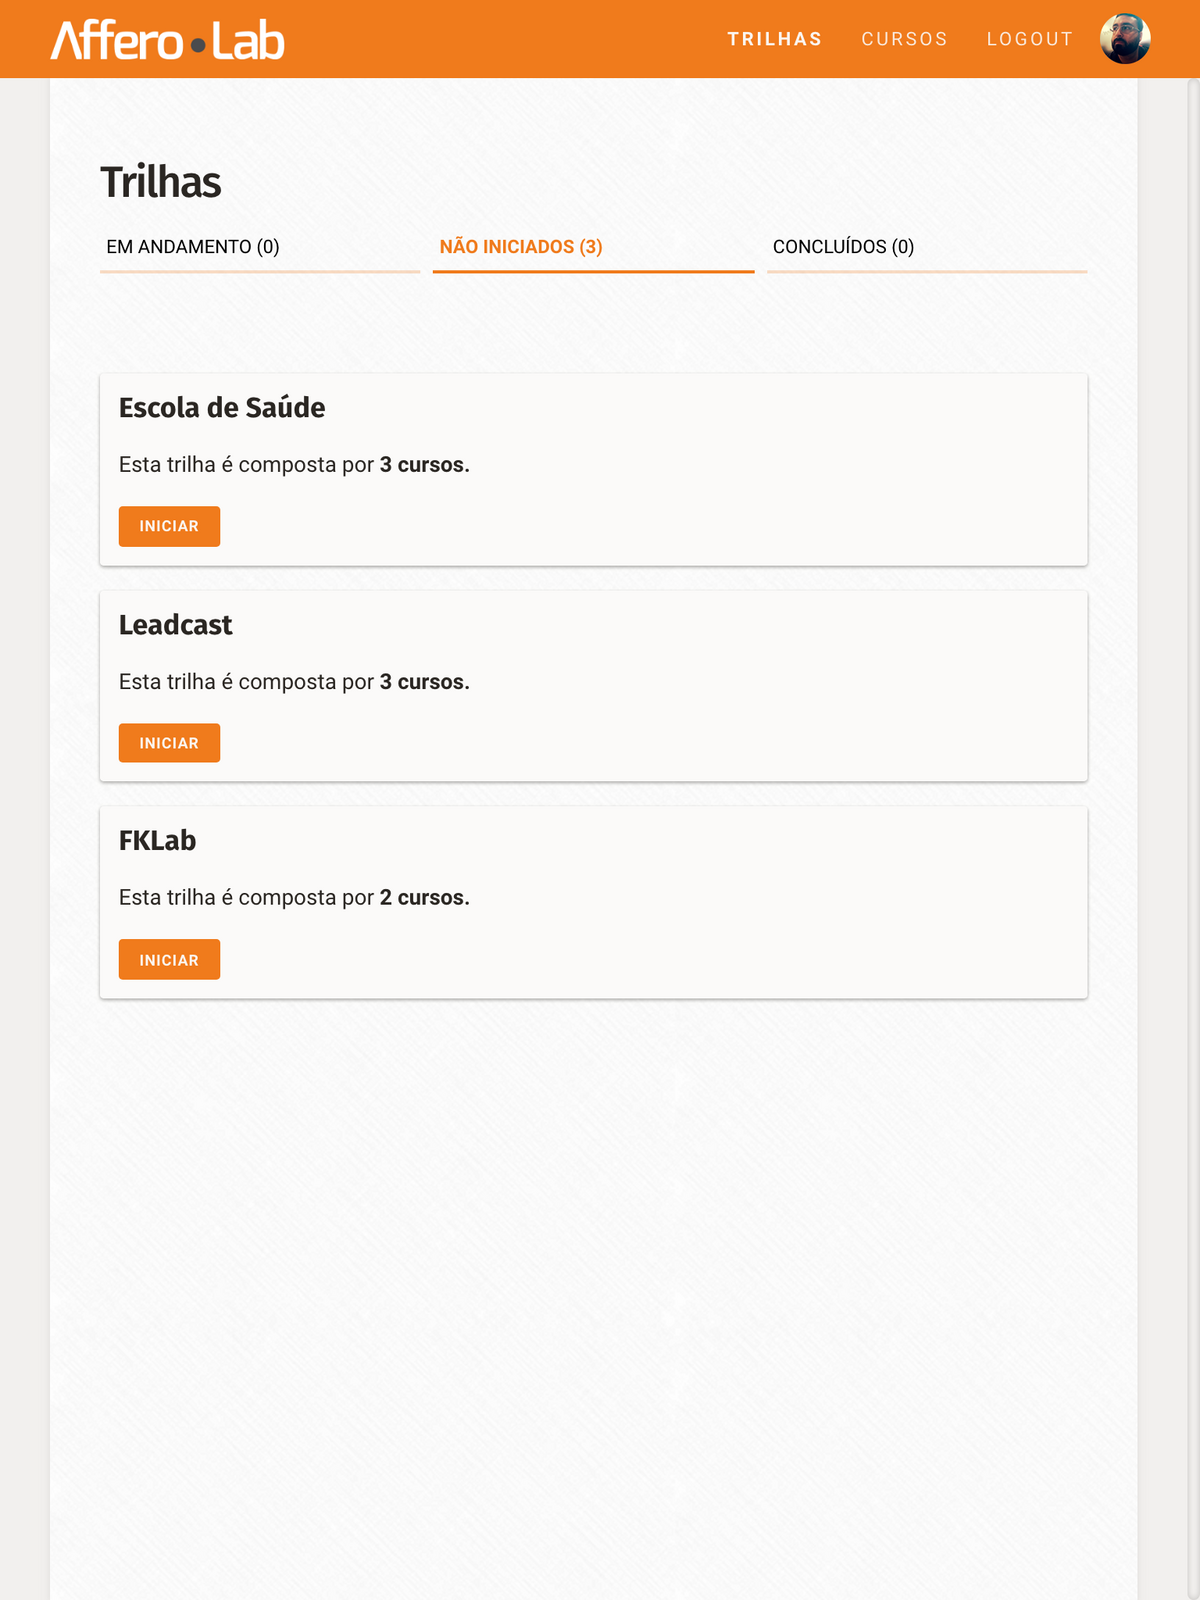 Affero Lab
TRILHAS CURSOS LOGOUT
Trilhas
EM ANDAMENTO (0) NÃO INICIADOS (3) CONCLUÍDOS (0)
Escola de Saúde
Esta trilha é composta por 3 cursos.
INICIAR
Leadcast
Esta trilha é composta por 3 cursos.
INICIAR
FKLab
Esta trilha é composta por 2 cursos.
INICIAR